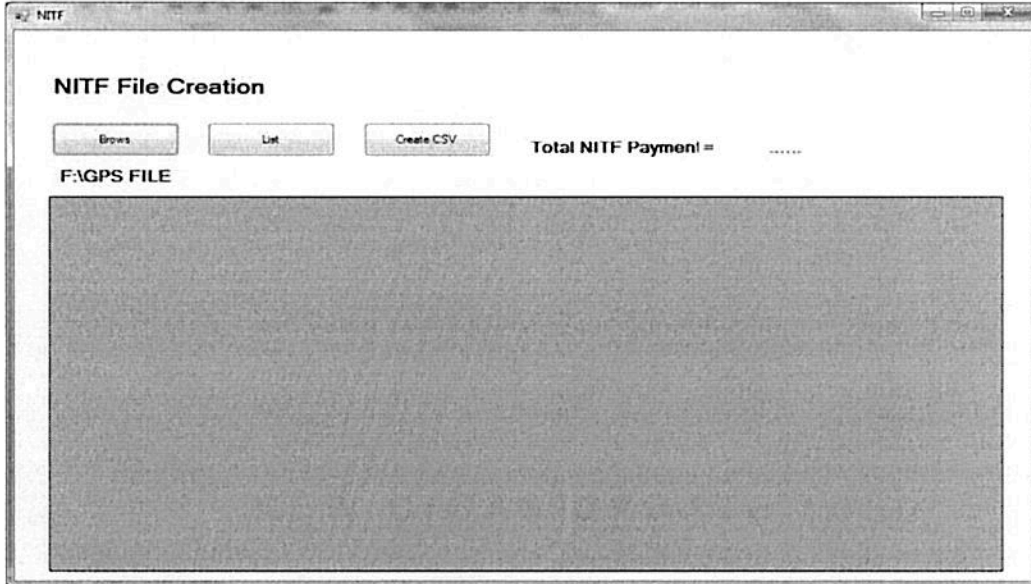 NITF
NITF File Creation
Brows
List
Create CSV
Total NITF Payment =
......
F:\GPS FILE